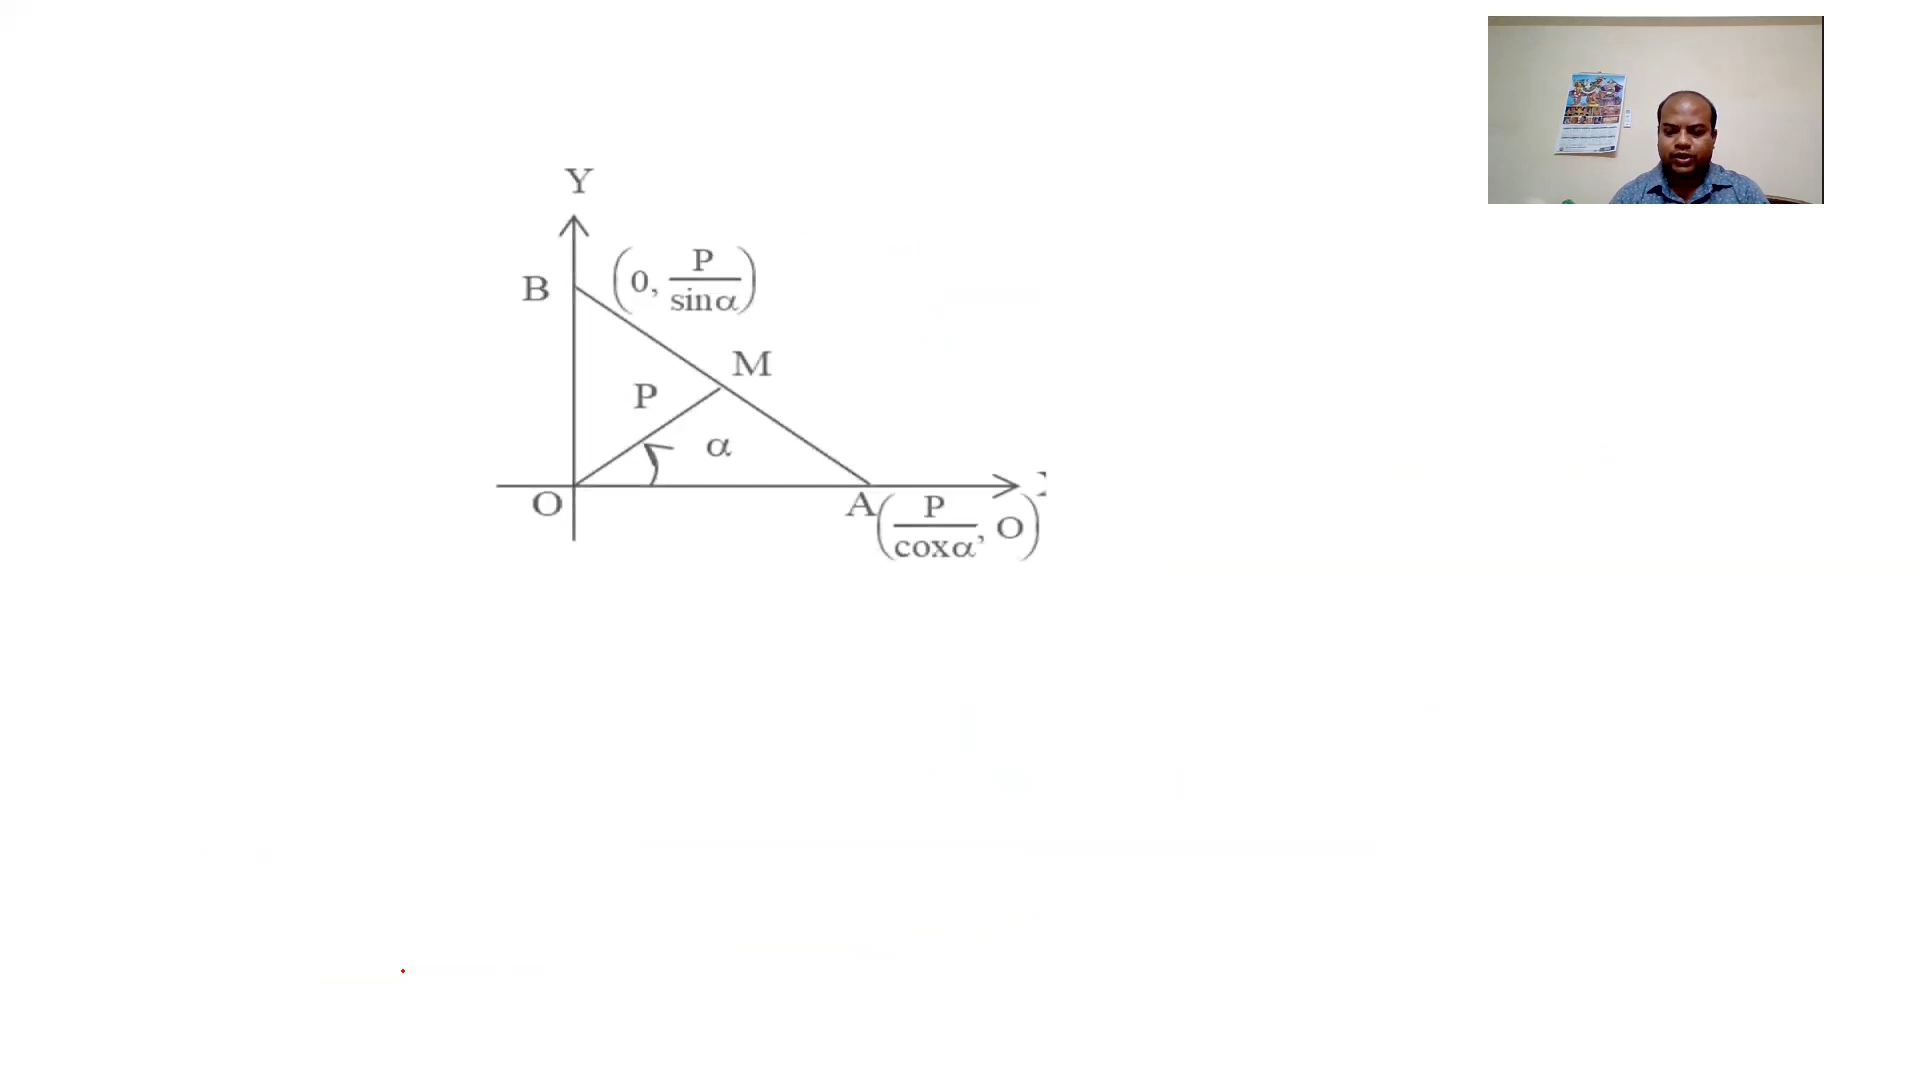 Y
B (0, P/sinα)
M
P
α
O A (P/coxα, O)